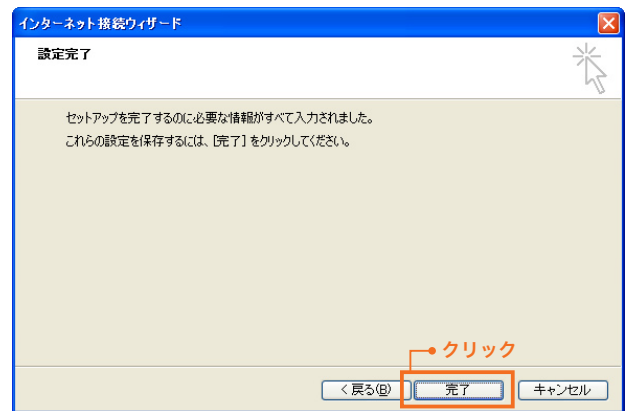 インターネット接続ウィザード
設定完了
セットアップを完了するのに必要な情報がすべて入力されました。
これらの設定を保存するには、[完了] をクリックしてください。
クリック
< 戻る(B)
完了
キャンセル